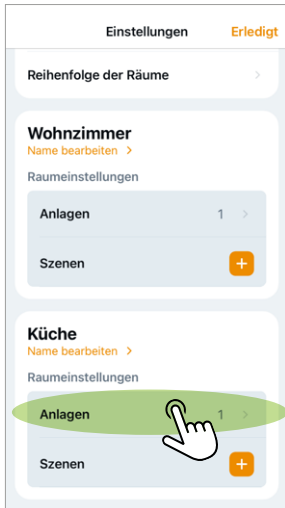 Einstellungen Erledigt
Reihenfolge der Räume
Wohnzimmer
Name bearbeiten >
Raumeinstellungen
Anlagen 1 >
Szenen +
Küche
Name bearbeiten >
Raumeinstellungen
Anlagen 1 >
Szenen +